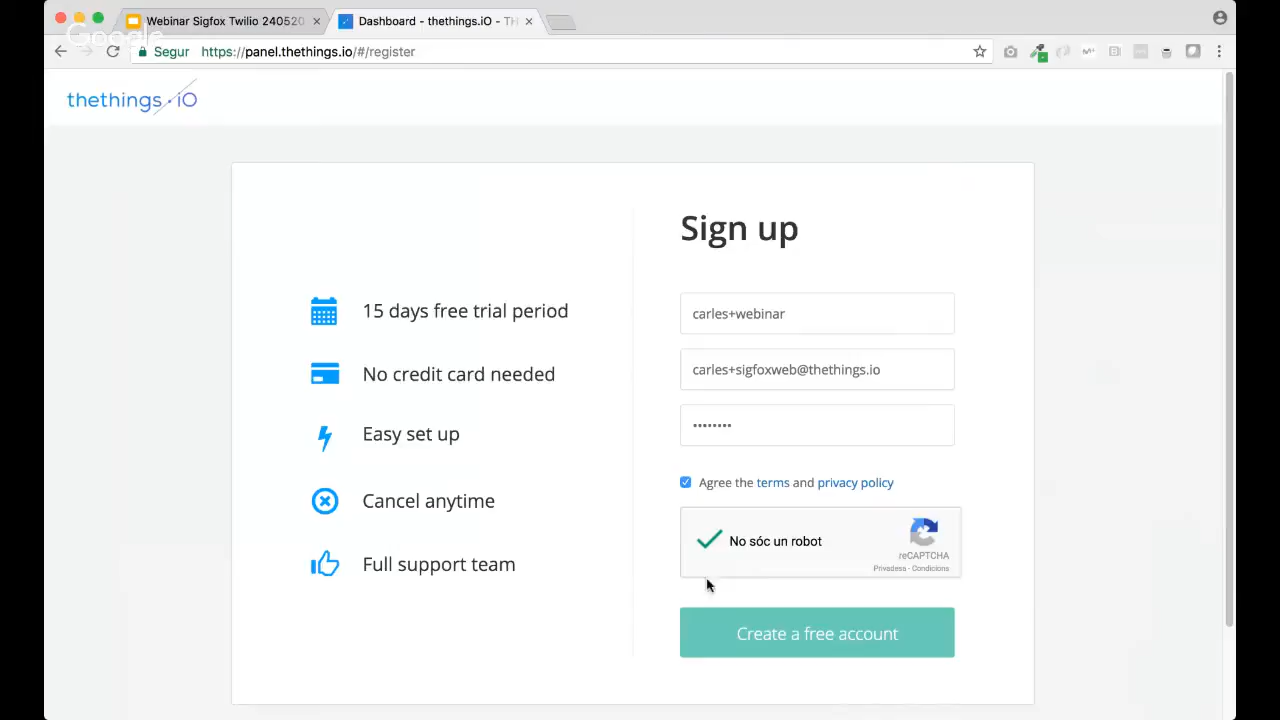 Webinar Sigfox Twilio 240520
Dashboard - thethings.iO - TH
Google
Segur https://panel.thethings.io/#/register
thethings.iO
Sign up
carles+webinar
15 days free trial period
carles+sigfoxweb@thethings.io
No credit card needed
••••••••
Easy set up
Agree the terms and privacy policy
Cancel anytime
No sóc un robot
reCAPTCHA
Privadesa - Condicions
Full support team
Create a free account